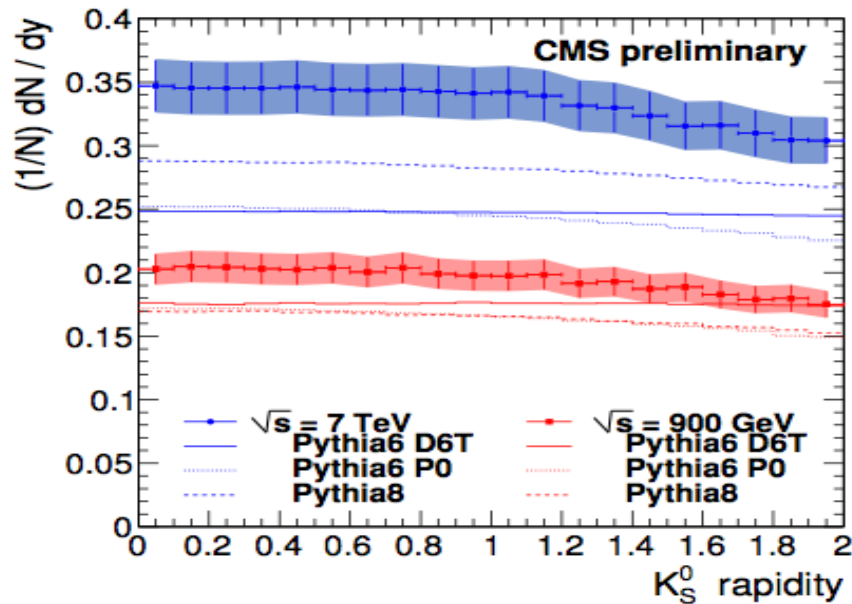 CMS preliminary
(1/N) dN / dy
0.4
0.35
0.3
0.25
0.2
0.15
0.1
0.05
0
√s = 7 TeV
Pythia6 D6T
Pythia6 P0
Pythia8
√s = 900 GeV
Pythia6 D6T
Pythia6 P0
Pythia8
0 0.2 0.4 0.6 0.8 1 1.2 1.4 1.6 1.8 2
K⁰_S rapidity